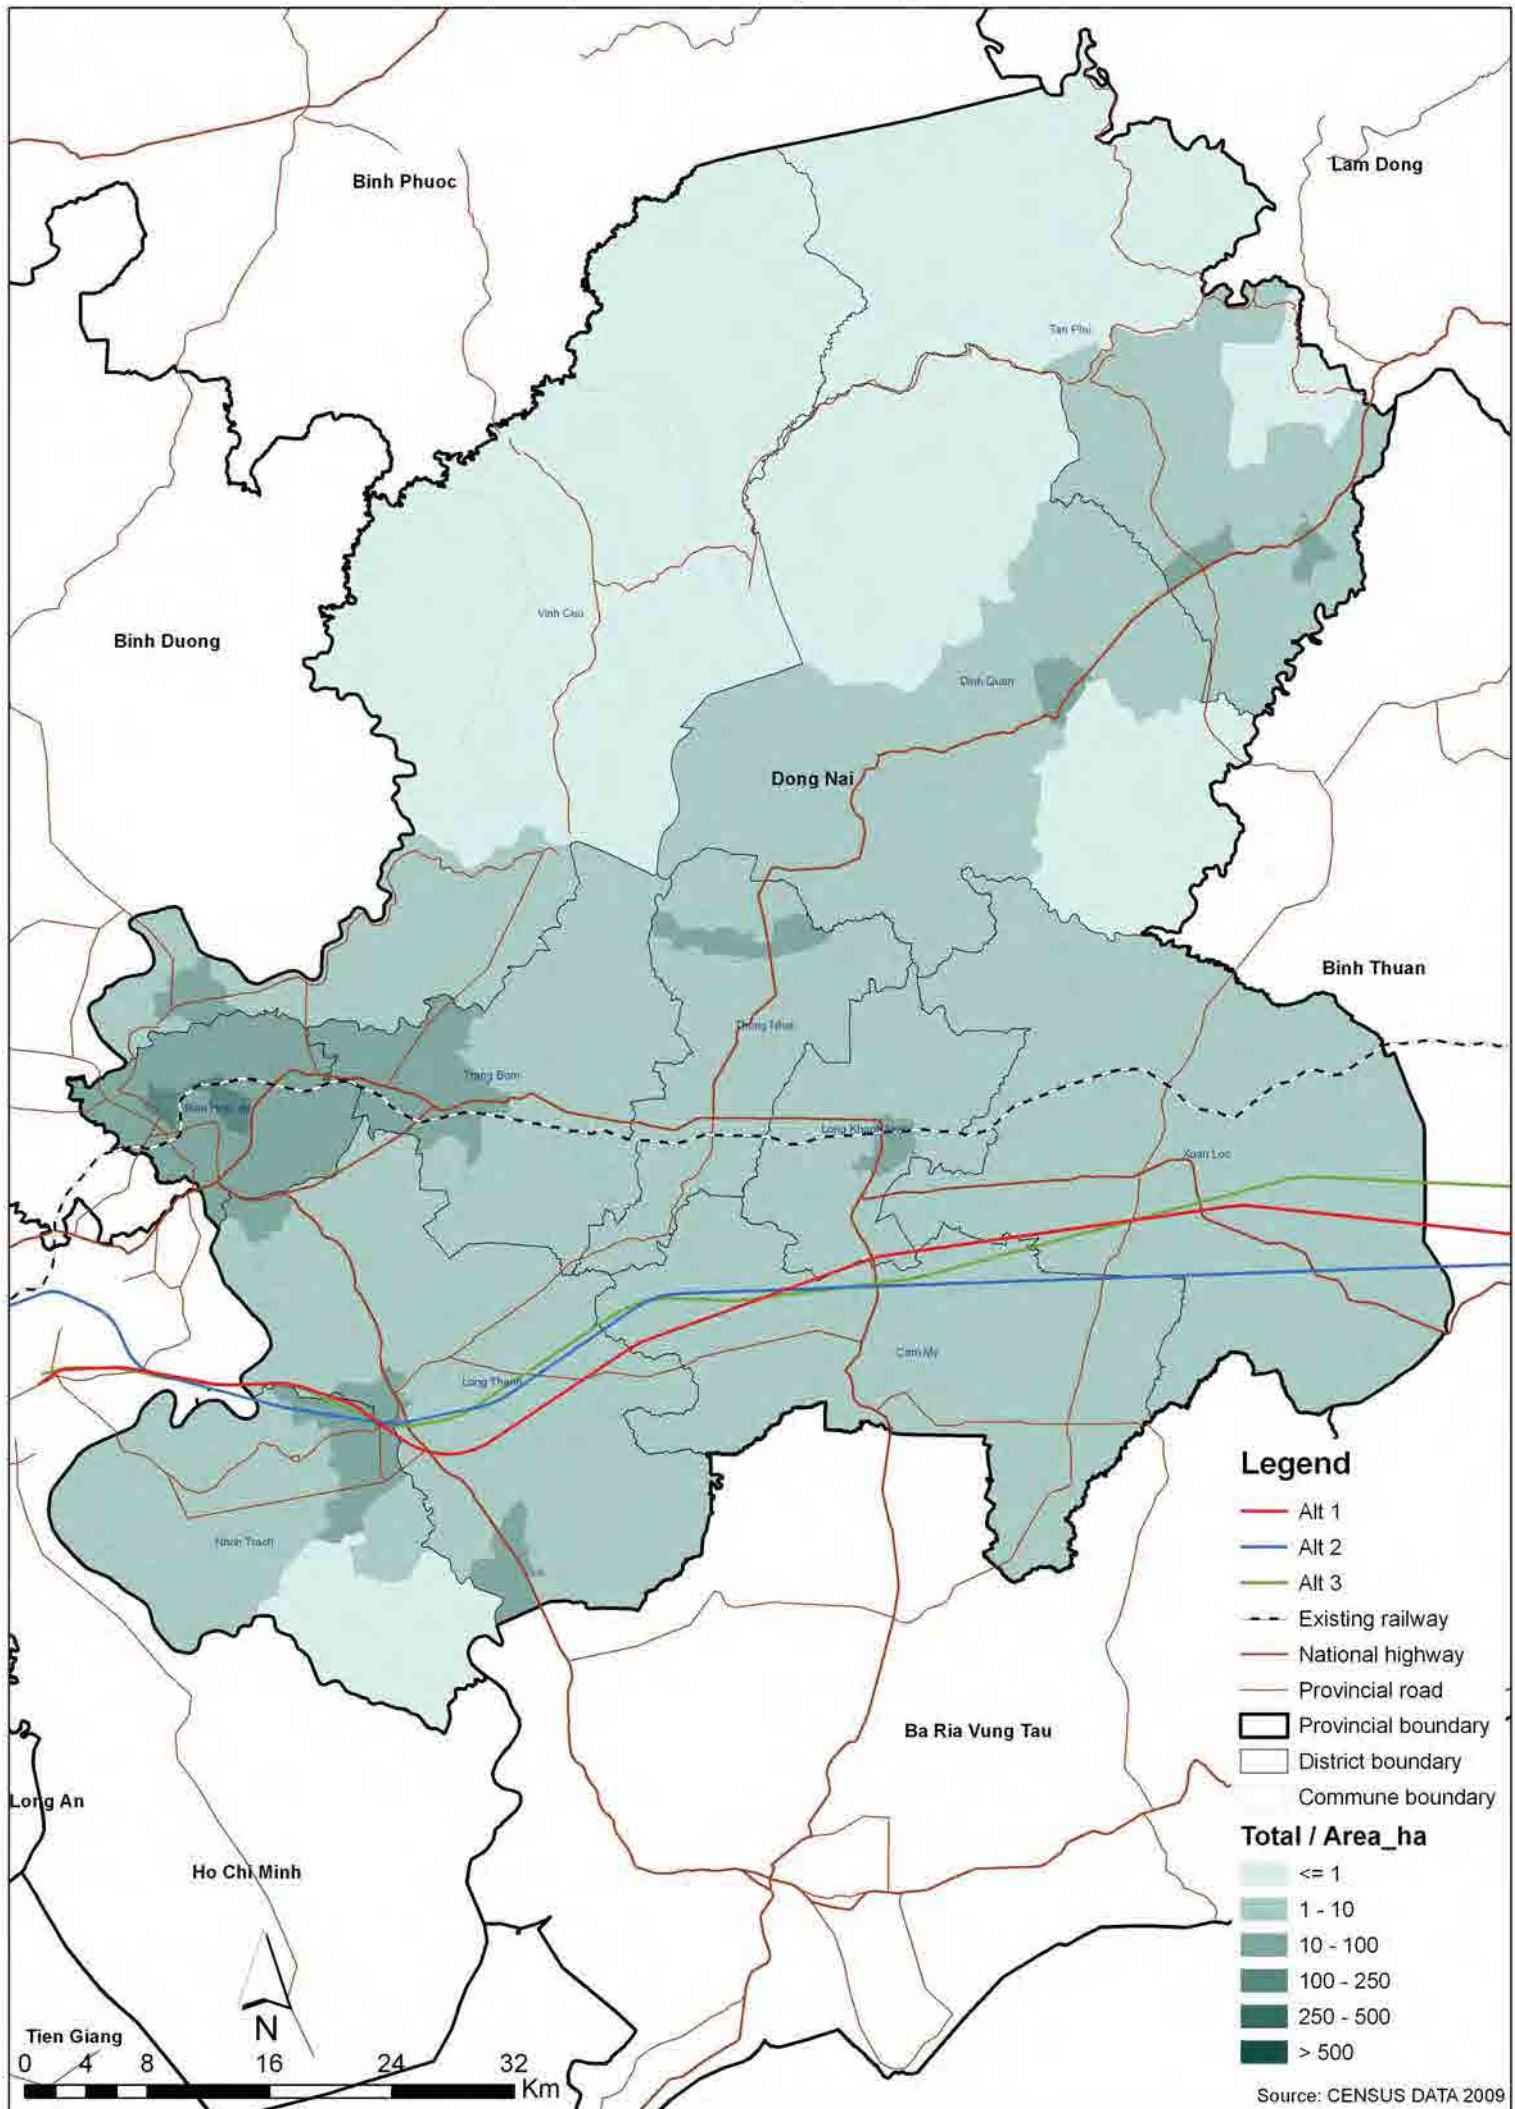 Lam Dong
Binh Phuoc
Tan Phu
Vinh Cuu
Binh Duong
Dinh Quan
Dong Nai
Binh Thuan
Thong Nhat
Trang Bom
Xuan Loc
Cam My
Long Thanh
Nhon Trach
Legend
Alt 1
Alt 2
Alt 3
Existing railway
National highway
Provincial road
Provincial boundary
District boundary
Commune boundary
Ba Ria Vung Tau
Long An
Ho Chi Minh
Total / Area_ha
<= 1
1 - 10
10 - 100
100 - 250
250 - 500
> 500
N
Tien Giang
0 4 8 16 24 32
Km
Source: CENSUS DATA 2009